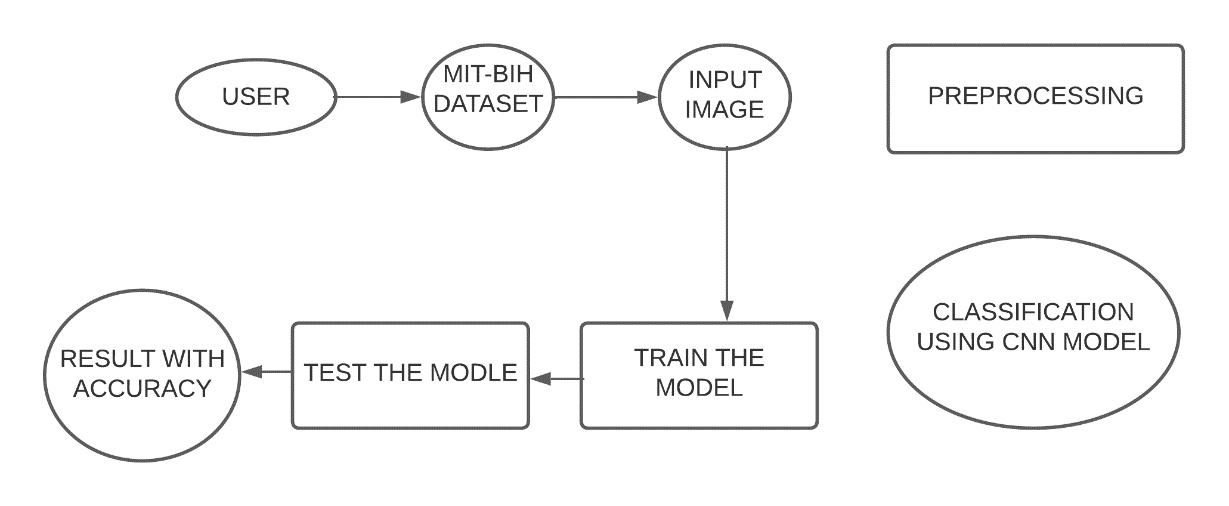 USER
MIT-BIH
DATASET
INPUT
IMAGE
PREPROCESSING
CLASSIFICATION
USING CNN MODEL
TRAIN THE
MODEL
TEST THE MODLE
RESULT WITH
ACCURACY